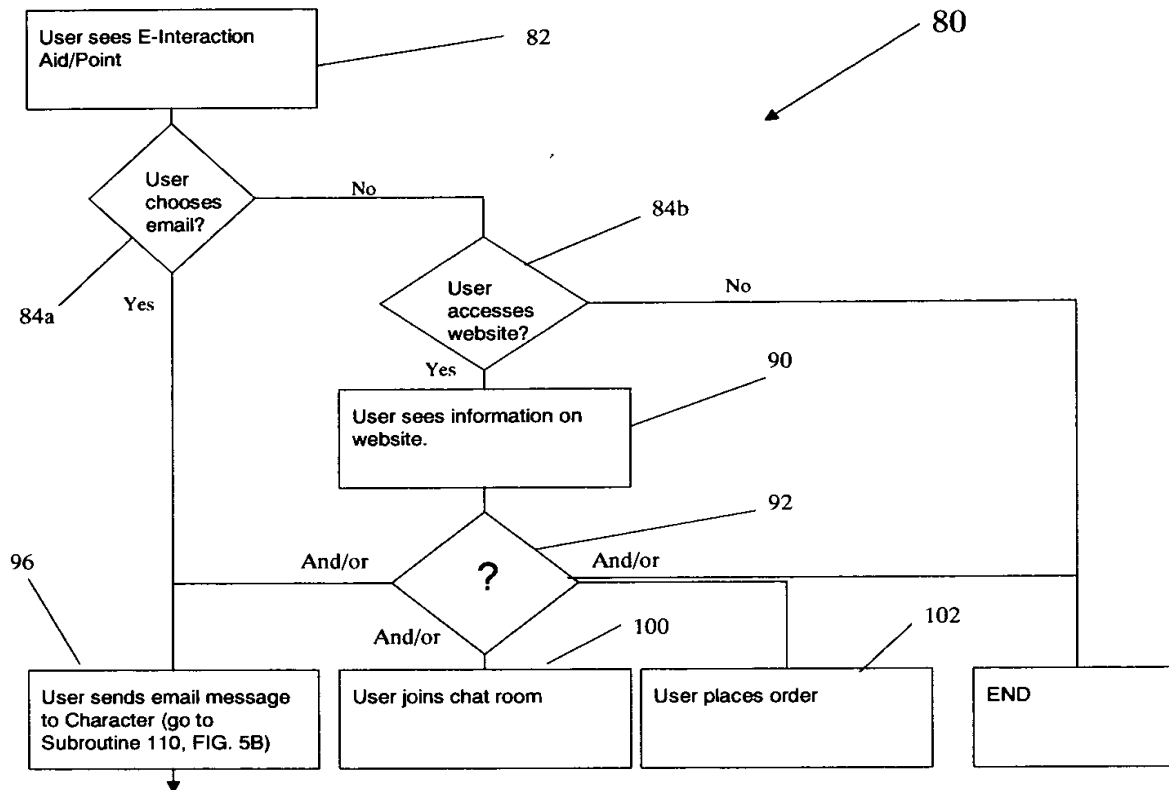 User sees E-Interaction
Aid/Point
82
80
User
chooses
email?
No
84b
84a
Yes
User
accesses
website?
No
Yes
90
User sees information on
website.
92
96
And/or
?
And/or
And/or
100
102
User sends email message
to Character (go to
Subroutine 110, FIG. 5B)
User joins chat room
User places order
END